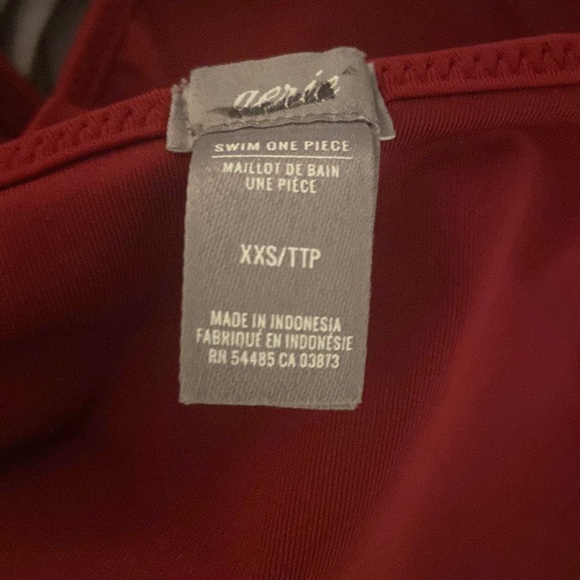 aerie
SWIM ONE PIECE
MAILLOT DE BAIN
UNE PIÈCE
XXS/TTP
MADE IN INDONESIA
FABRIQUÉ EN INDONÉSIE
RN 54485 CA 03873